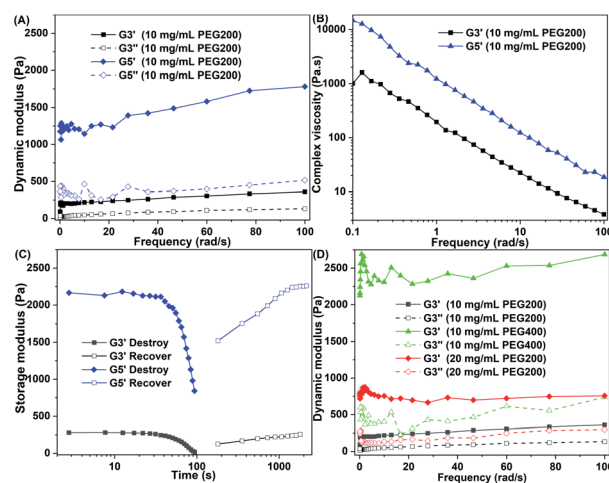 (A)
G3' (10 mg/mL PEG200)
G3'' (10 mg/mL PEG200)
G5' (10 mg/mL PEG200)
G5'' (10 mg/mL PEG200)
Dynamic modulus (Pa)
2500
2000
1500
1000
500
0
0 20 40 60 80 100
Frequency (rad/s)
(B)
G3' (10 mg/mL PEG200)
G5' (10 mg/mL PEG200)
Complex viscosity (Pa.s)
10000
1000
100
10
0.1 1 10 100
Frequency (rad/s)
(C)
G3' Destroy
G3' Recover
G5' Destroy
G5' Recover
Storage modulus (Pa)
2500
2000
1500
1000
500
0
10 100 1000
Time (s)
(D)
G3' (10 mg/mL PEG200)
G3'' (10 mg/mL PEG200)
G3' (10 mg/mL PEG400)
G3'' (10 mg/mL PEG400)
G3' (20 mg/mL PEG200)
G3'' (20 mg/mL PEG200)
Dynamic modulus (Pa)
2500
2000
1500
1000
500
0
0 20 40 60 80 100
Frequency (rad/s)